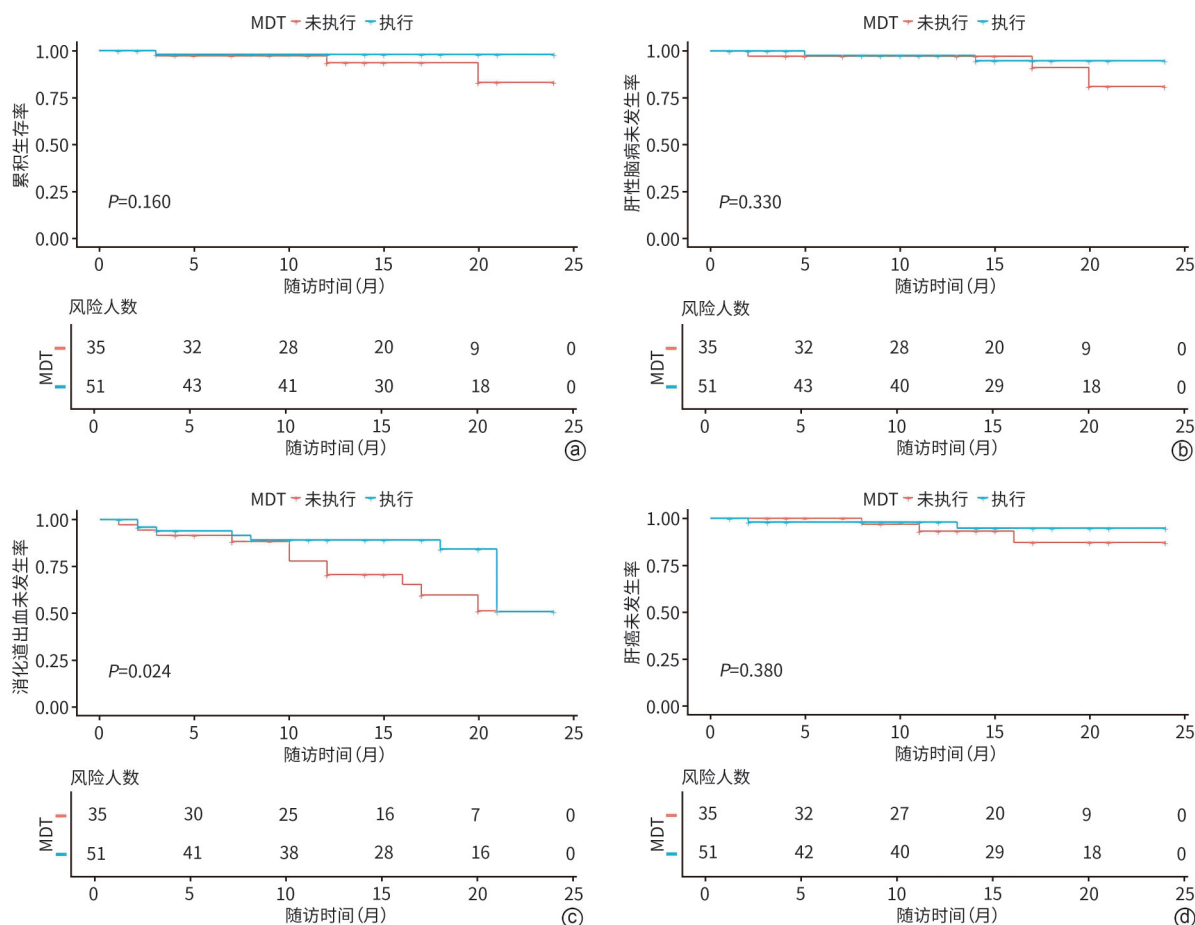 MDT 未执行 执行
累积生存率
1.00
0.75
0.50
0.25
0.00
P=0.160
0 5 10 15 20 25
随访时间(月)
风险人数
MDT
35 32 28 20 9 0
51 43 41 30 18 0
0 5 10 15 20 25
随访时间(月)
ⓐ
MDT 未执行 执行
肝性脑病未发生率
1.00
0.75
0.50
0.25
0.00
P=0.330
0 5 10 15 20 25
随访时间(月)
风险人数
MDT
35 32 28 20 9 0
51 43 40 29 18 0
0 5 10 15 20 25
随访时间(月)
ⓑ
MDT 未执行 执行
消化道出血未发生率
1.00
0.75
0.50
0.25
0.00
P=0.024
0 5 10 15 20 25
随访时间(月)
风险人数
MDT
35 30 25 16 7 0
51 41 38 28 16 0
0 5 10 15 20 25
随访时间(月)
ⓒ
MDT 未执行 执行
肝癌未发生率
1.00
0.75
0.50
0.25
0.00
P=0.380
0 5 10 15 20 25
随访时间(月)
风险人数
MDT
35 32 27 20 9 0
51 42 40 29 18 0
0 5 10 15 20 25
随访时间(月)
ⓓ